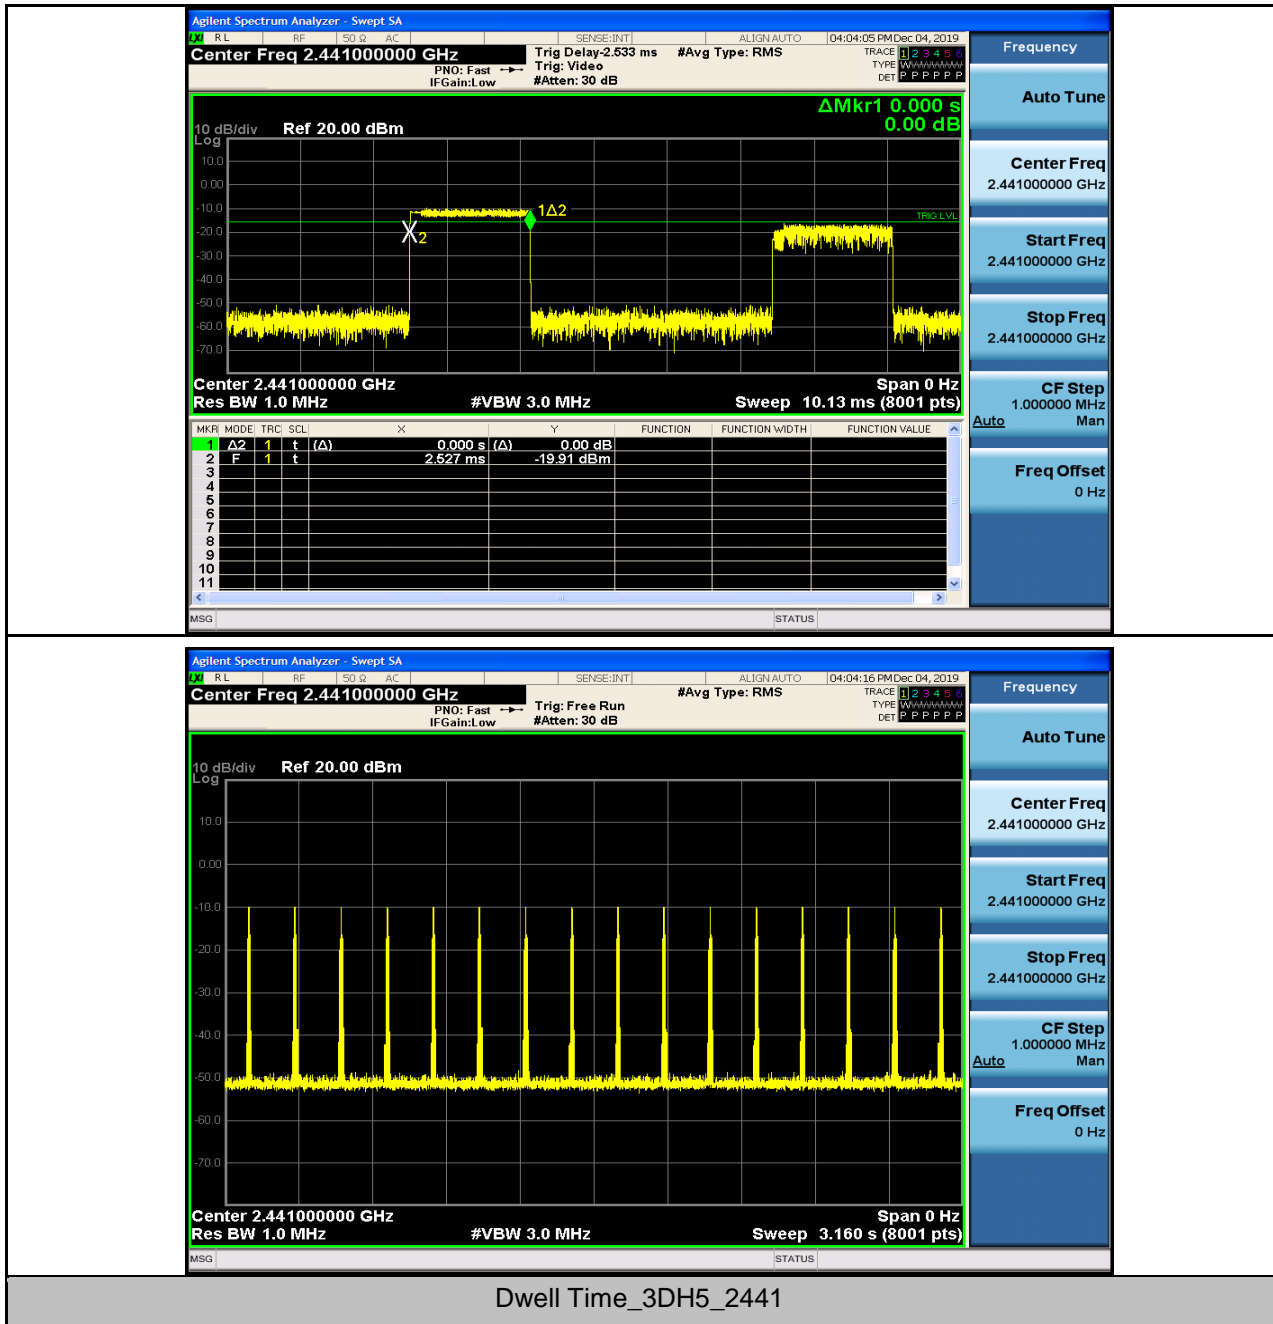 Agilent Spectrum Analyzer - Swept SA
LXI RL RF 50 Ω AC SENSE:INT ALIGN AUTO 04:04:05 PM Dec 04, 2019
Center Freq 2.441000000 GHz
PNO: Fast
IFGain:Low
Trig Delay-2.533 ms
Trig: Video
#Atten: 30 dB
#Avg Type: RMS
TRACE 1 2 3 4 5 6
TYPE WWWWWW
DET P P P P P P
ΔMkr1 0.000 s
0.00 dB
10 dB/div Ref 20.00 dBm
Log
10.0
0.00
-10.0
-20.0
-30.0
-40.0
-50.0
-60.0
-70.0
1Δ2
X2
TRIG LVL
Center 2.441000000 GHz Span 0 Hz
Res BW 1.0 MHz #VBW 3.0 MHz Sweep 10.13 ms (8001 pts)
MKR MODE TRC SCL X Y FUNCTION FUNCTION WIDTH FUNCTION VALUE
1 Δ2 1 t (Δ) 0.000 s (Δ) 0.00 dB
2 F 1 t 2.527 ms -19.91 dBm
3
4
5
6
7
8
9
10
11
MSG STATUS
Frequency
Auto Tune
Center Freq
2.441000000 GHz
Start Freq
2.441000000 GHz
Stop Freq
2.441000000 GHz
CF Step
1.000000 MHz
Auto Man
Freq Offset
0 Hz
Agilent Spectrum Analyzer - Swept SA
LXI RL RF 50 Ω AC SENSE:INT ALIGN AUTO 04:04:16 PM Dec 04, 2019
Center Freq 2.441000000 GHz
PNO: Fast
IFGain:Low
Trig: Free Run
#Atten: 30 dB
#Avg Type: RMS
TRACE 1 2 3 4 5 6
TYPE WWWWWW
DET P P P P P P
10 dB/div Ref 20.00 dBm
Log
10.0
0.00
-10.0
-20.0
-30.0
-40.0
-50.0
-60.0
-70.0
Center 2.441000000 GHz Span 0 Hz
Res BW 1.0 MHz #VBW 3.0 MHz Sweep 3.160 s (8001 pts)
MSG STATUS
Frequency
Auto Tune
Center Freq
2.441000000 GHz
Start Freq
2.441000000 GHz
Stop Freq
2.441000000 GHz
CF Step
1.000000 MHz
Auto Man
Freq Offset
0 Hz
Dwell Time_3DH5_2441